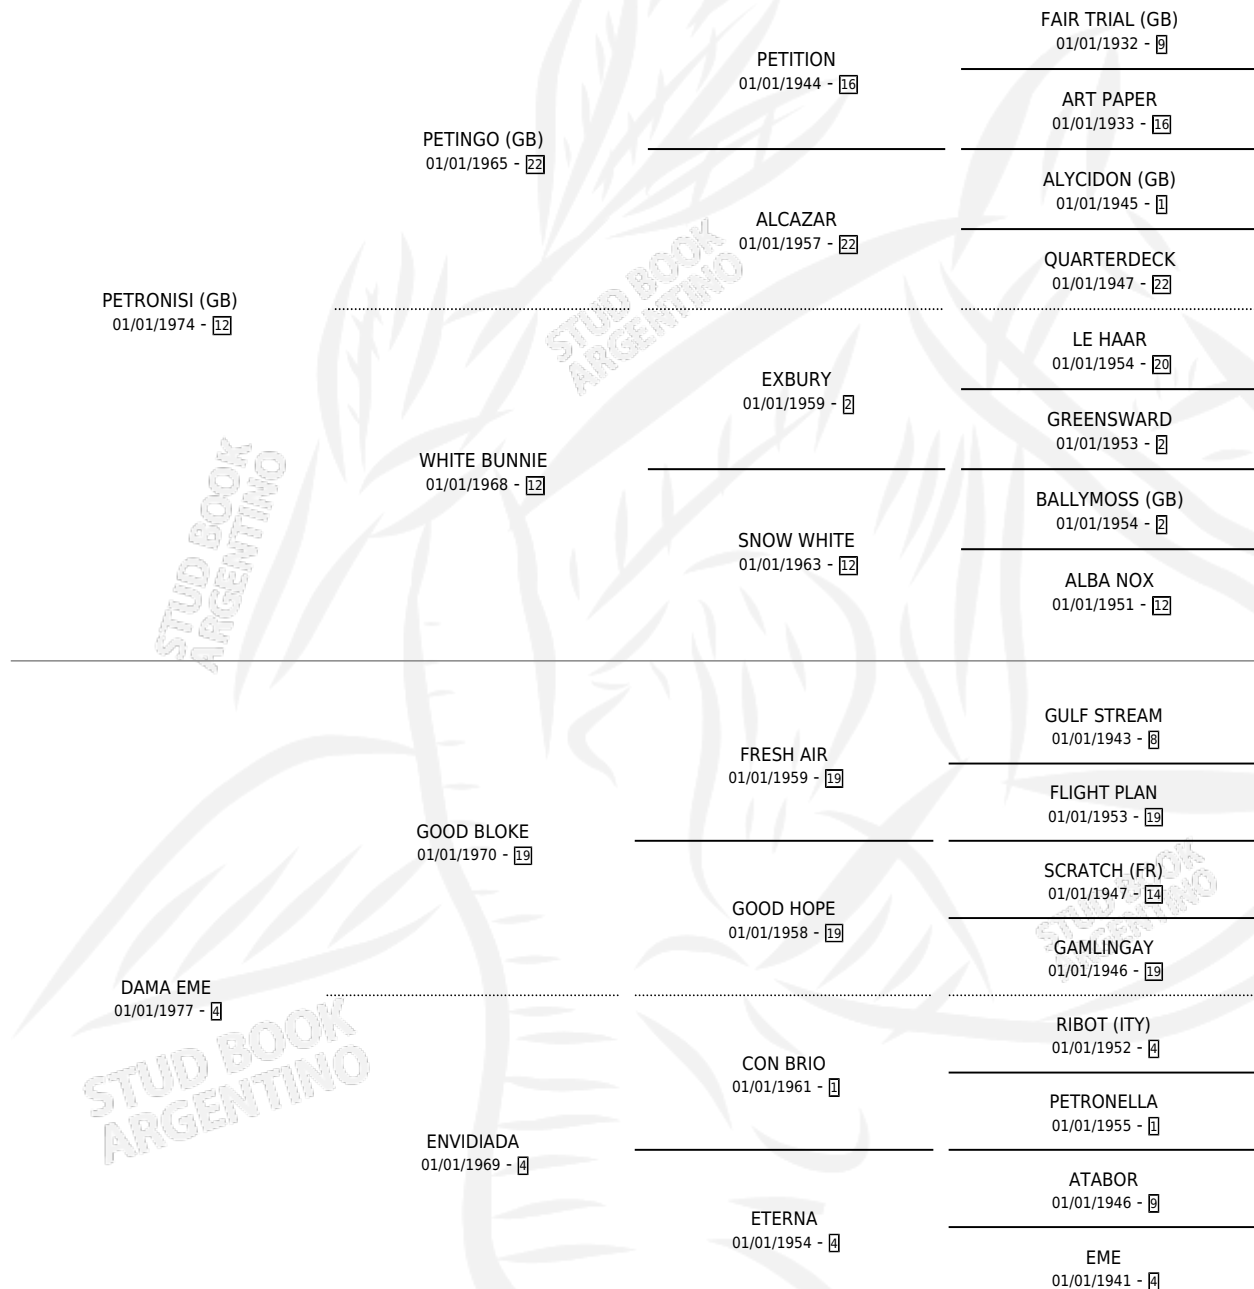 FAIR TRIAL (GB)
01/01/1932 - 9
PETITION
01/01/1944 - 16
ART PAPER
01/01/1933 - 16
PETINGO (GB)
01/01/1965 - 22
ALYCIDON (GB)
01/01/1945 - 1
ALCAZAR
01/01/1957 - 22
QUARTERDECK
01/01/1947 - 22
PETRONISI (GB)
01/01/1974 - 12
LE HAAR
01/01/1954 - 20
EXBURY
01/01/1959 - 2
GREENSWARD
01/01/1953 - 2
WHITE BUNNIE
01/01/1968 - 12
BALLYMOSS (GB)
01/01/1954 - 2
SNOW WHITE
01/01/1963 - 12
ALBA NOX
01/01/1951 - 12
GULF STREAM
01/01/1943 - 8
FRESH AIR
01/01/1959 - 19
FLIGHT PLAN
01/01/1953 - 19
GOOD BLOKE
01/01/1970 - 19
SCRATCH (FR)
01/01/1947 - 14
GOOD HOPE
01/01/1958 - 19
GAMLINGAY
01/01/1946 - 19
DAMA EME
01/01/1977 - 4
RIBOT (ITY)
01/01/1952 - 4
CON BRIO
01/01/1961 - 1
PETRONELLA
01/01/1955 - 1
ENVIDIADA
01/01/1969 - 4
ATABOR
01/01/1946 - 9
ETERNA
01/01/1954 - 4
EME
01/01/1941 - 4
STUD BOOK
ARGENTINO
STUD BOOK
ARGENTINO
STUD BOOK
ARGENTINO
STUD BOOK
ARGENTINO